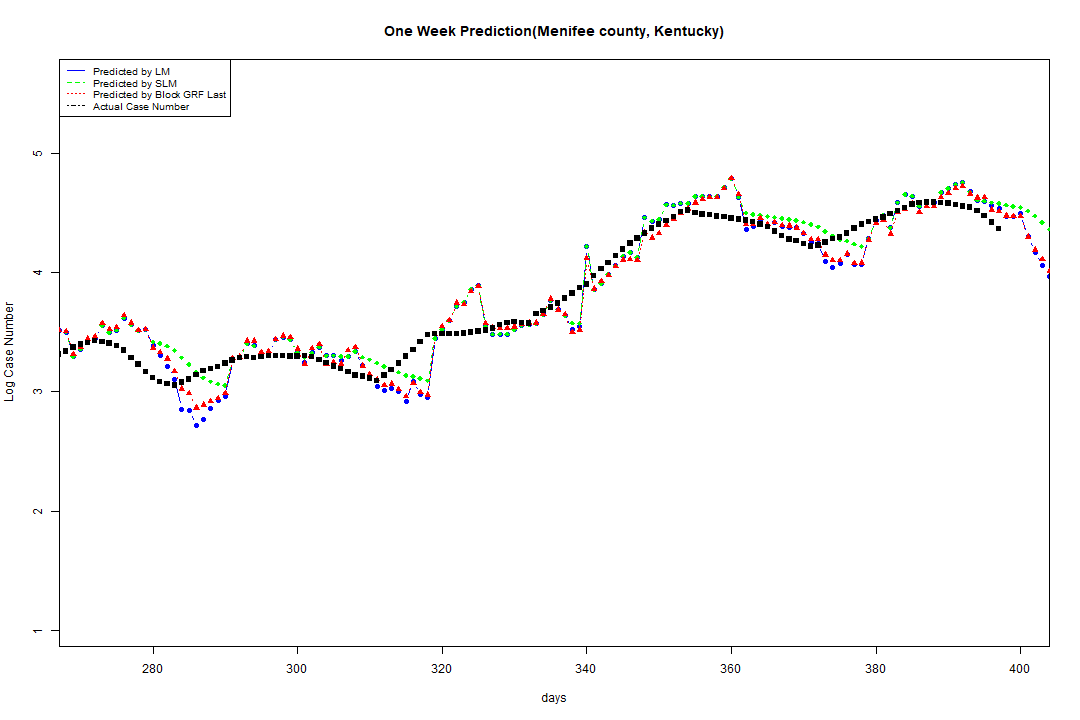 One Week Prediction(Menifee county, Kentucky)
Predicted by LM
Predicted by SLM
Predicted by Block GRF Last
Actual Case Number
5
4
3
2
1
Log Case Number
280 300 320 340 360 380 400
days